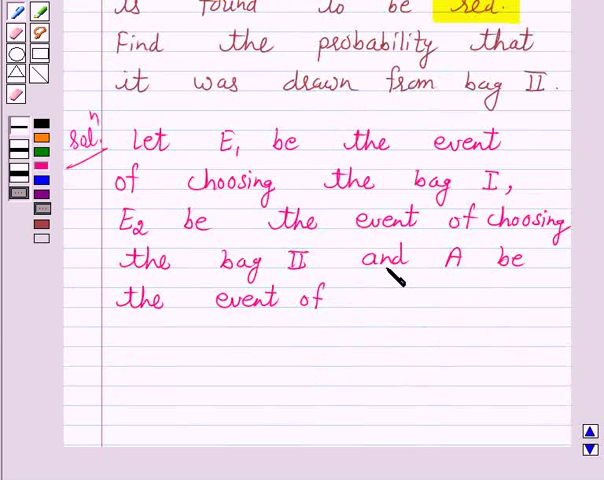 is found to be red.
Find the probability that
it was drawn from bag II.
Solⁿ. Let E₁ be the event
of choosing the bag I,
E₂ be the event of choosing
the bag II and A be
the event of